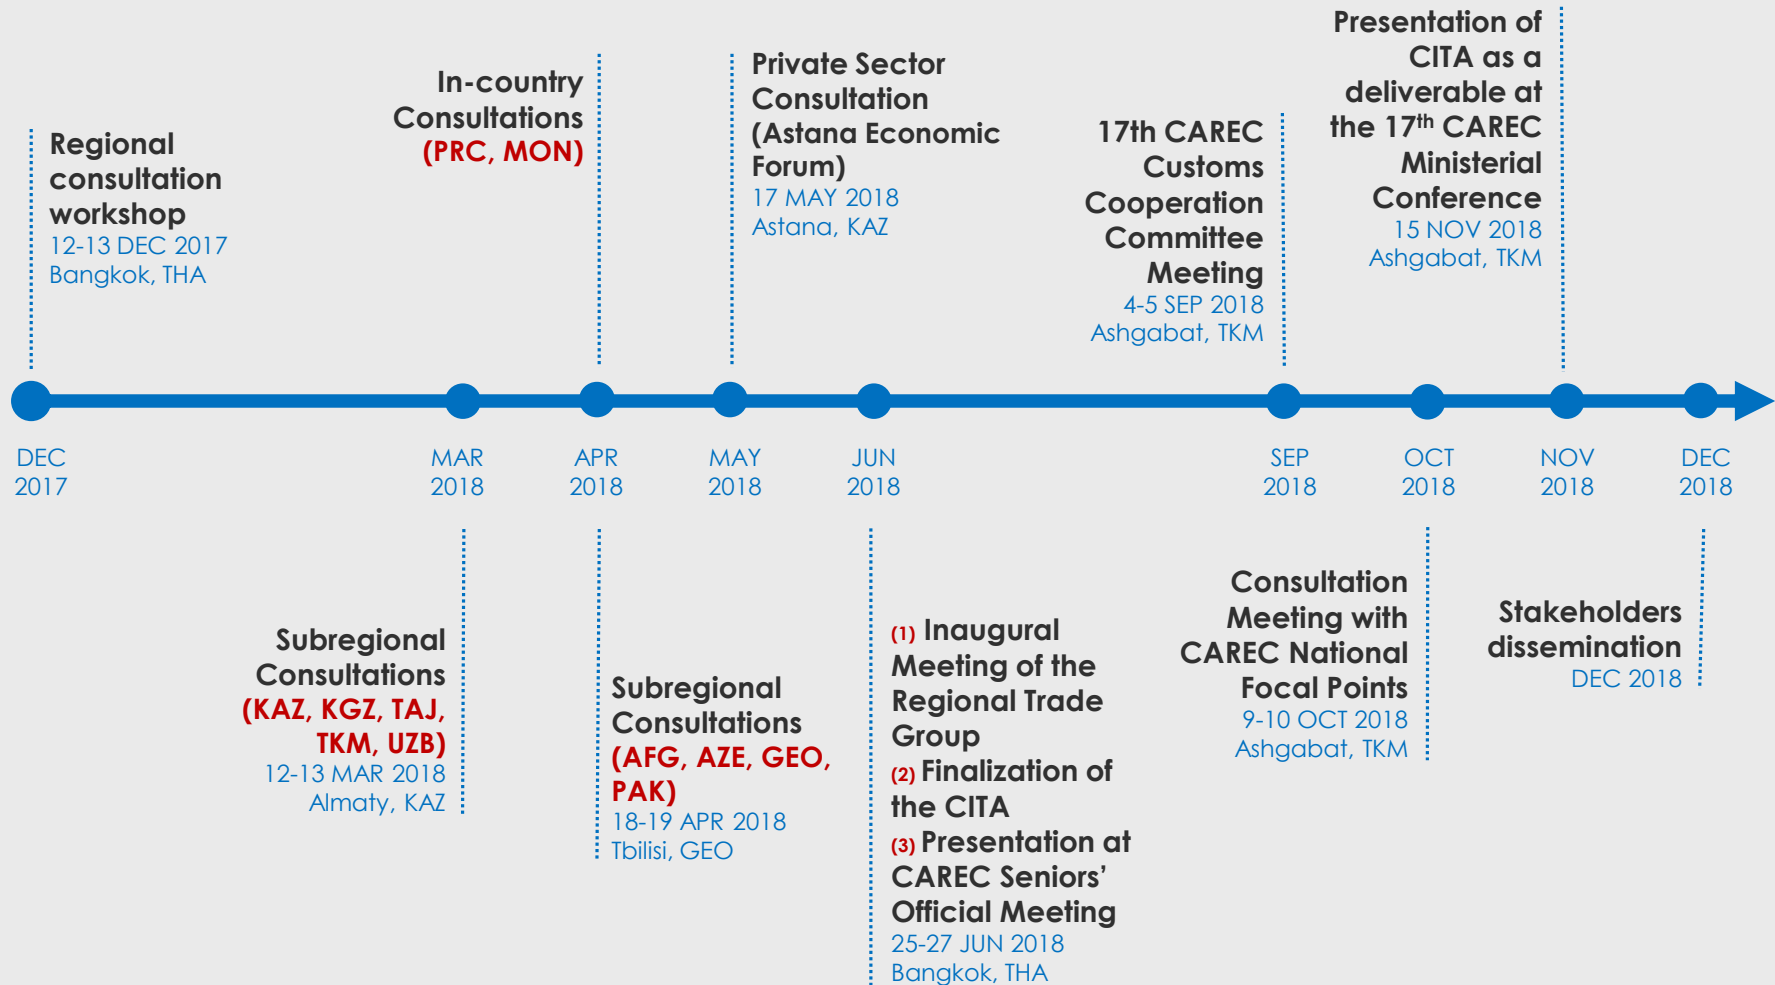 Regional
consultation
workshop
12-13 DEC 2017
Bangkok, THA
In-country
Consultations
(PRC, MON)
Private Sector
Consultation
(Astana Economic
Forum)
17 MAY 2018
Astana, KAZ
17th CAREC
Customs
Cooperation
Committee
Meeting
4-5 SEP 2018
Ashgabat, TKM
Presentation of
CITA as a
deliverable at
the 17th CAREC
Ministerial
Conference
15 NOV 2018
Ashgabat, TKM
DEC
2017
MAR
2018
APR
2018
MAY
2018
JUN
2018
SEP
2018
OCT
2018
NOV
2018
DEC
2018
Subregional
Consultations
(KAZ, KGZ, TAJ,
TKM, UZB)
12-13 MAR 2018
Almaty, KAZ
Subregional
Consultations
(AFG, AZE, GEO,
PAK)
18-19 APR 2018
Tbilisi, GEO
(1) Inaugural
Meeting of the
Regional Trade
Group
(2) Finalization of
the CITA
(3) Presentation at
CAREC Seniors’
Official Meeting
25-27 JUN 2018
Bangkok, THA
Consultation
Meeting with
CAREC National
Focal Points
9-10 OCT 2018
Ashgabat, TKM
Stakeholders
dissemination
DEC 2018